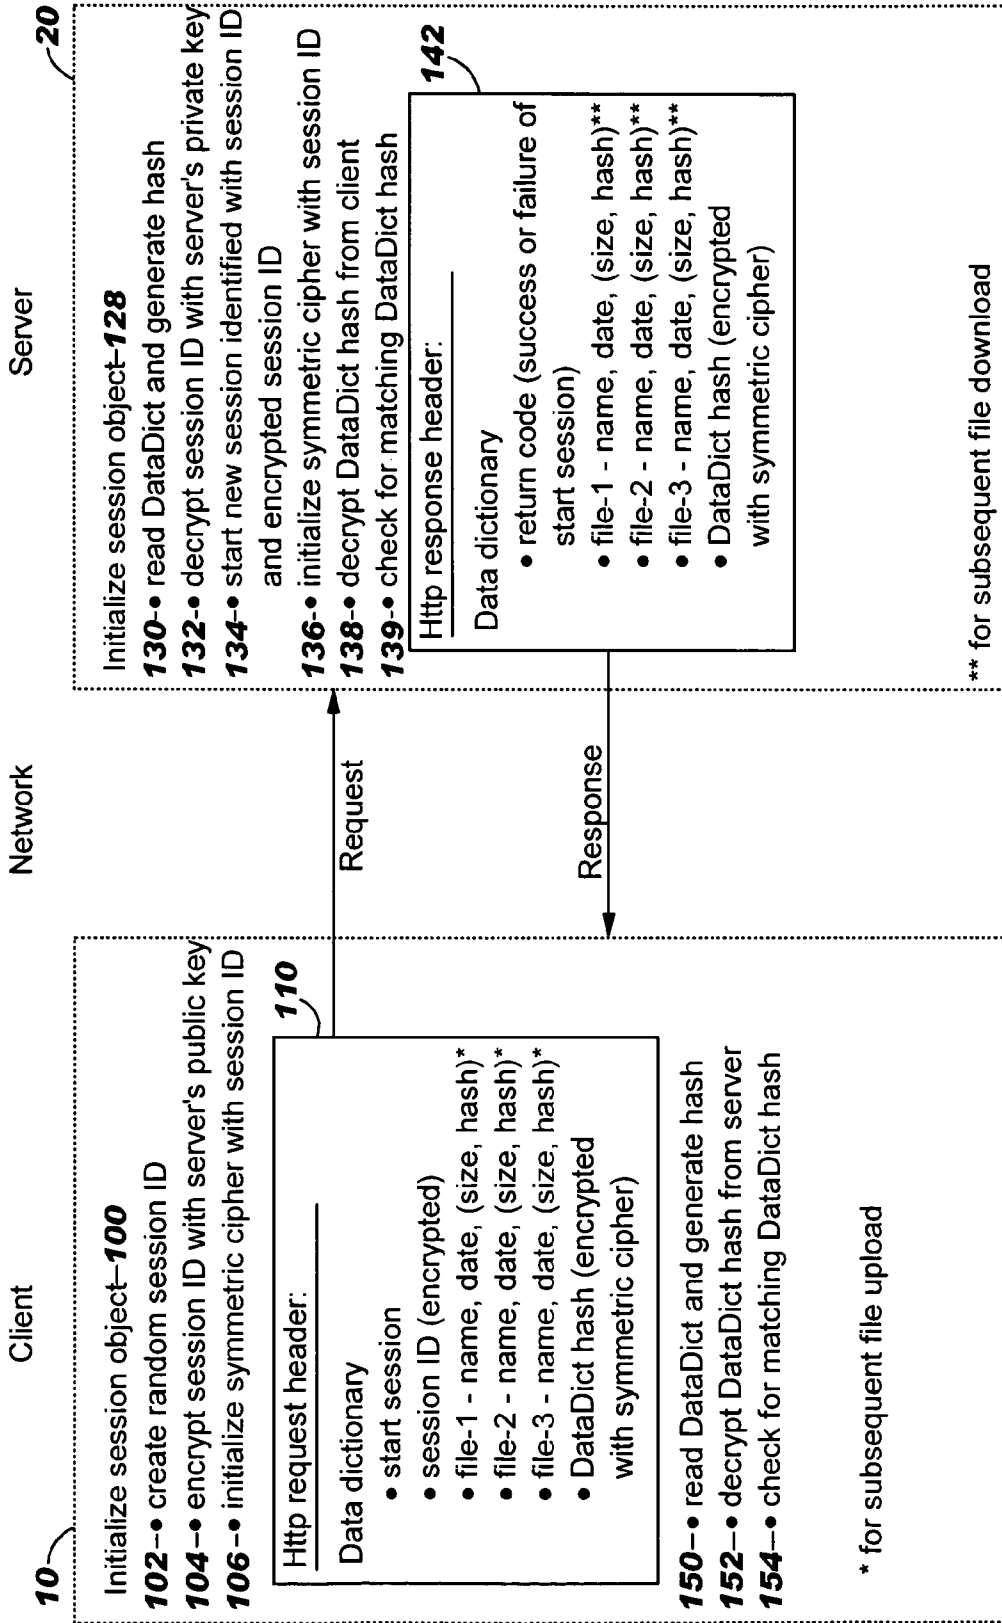 Client
10
Initialize session object–100
102–• create random session ID
104–• encrypt session ID with server's public key
106–• initialize symmetric cipher with session ID
110
Http request header:
Data dictionary
• start session
• session ID (encrypted)
• file-1 - name, date, (size, hash)*
• file-2 - name, date, (size, hash)*
• file-3 - name, date, (size, hash)*
• DataDict hash (encrypted
with symmetric cipher)
150–• read DataDict and generate hash
152–• decrypt DataDict hash from server
154–• check for matching DataDict hash
* for subsequent file upload
Network
Request
Response
Server
20
Initialize session object–128
130-• read DataDict and generate hash
132-• decrypt session ID with server's private key
134-• start new session identified with session ID
and encrypted session ID
136-• initialize symmetric cipher with session ID
138-• decrypt DataDict hash from client
139-• check for matching DataDict hash
142
Http response header:
Data dictionary
• return code (success or failure of
start session)
• file-1 - name, date, (size, hash)**
• file-2 - name, date, (size, hash)**
• file-3 - name, date, (size, hash)**
• DataDict hash (encrypted
with symmetric cipher)
** for subsequent file download